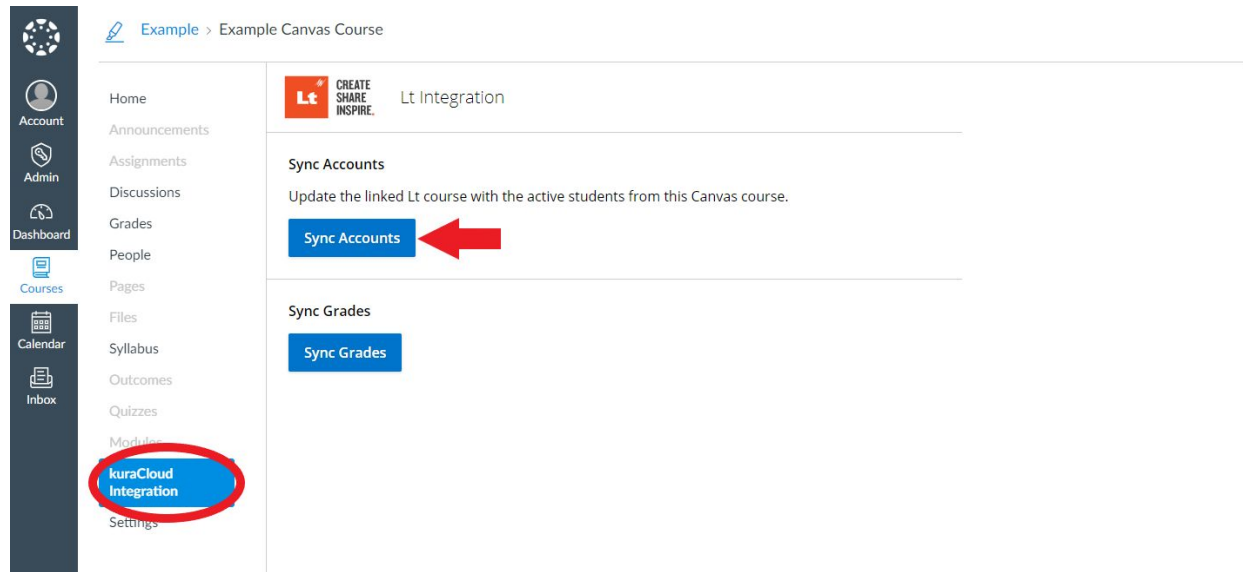 Example > Example Canvas Course
Account
Admin
Dashboard
Courses
Calendar
Inbox
Home
Announcements
Assignments
Discussions
Grades
People
Pages
Files
Syllabus
Outcomes
Quizzes
Modules
kuraCloud
Integration
Settings
Lt
CREATE
SHARE
INSPIRE.
Lt Integration
Sync Accounts
Update the linked Lt course with the active students from this Canvas course.
Sync Accounts
Sync Grades
Sync Grades